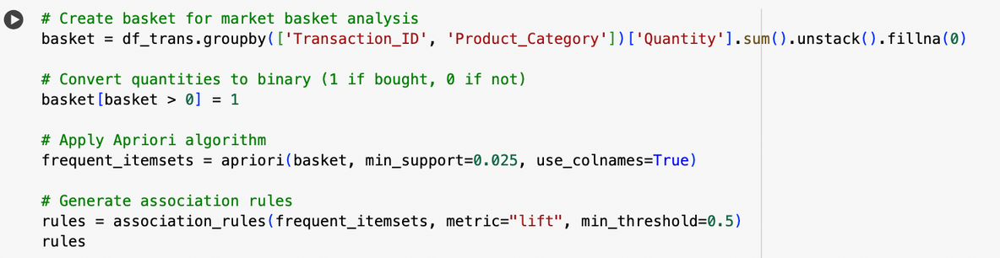 # Create basket for market basket analysis
basket = df_trans.groupby(['Transaction_ID', 'Product_Category'])['Quantity'].sum().unstack().fillna(0)
# Convert quantities to binary (1 if bought, 0 if not)
basket[basket > 0] = 1
# Apply Apriori algorithm
frequent_itemsets = apriori(basket, min_support=0.025, use_colnames=True)
# Generate association rules
rules = association_rules(frequent_itemsets, metric="lift", min_threshold=0.5)
rules